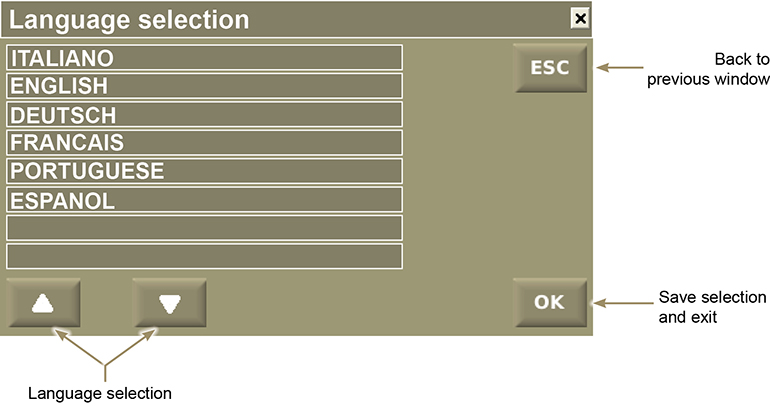 Language selection
ITALIANO
ENGLISH
DEUTSCH
FRANCAIS
PORTUGUESE
ESPANOL
ESC
Back to
previous window
OK
Save selection
and exit
Language selection